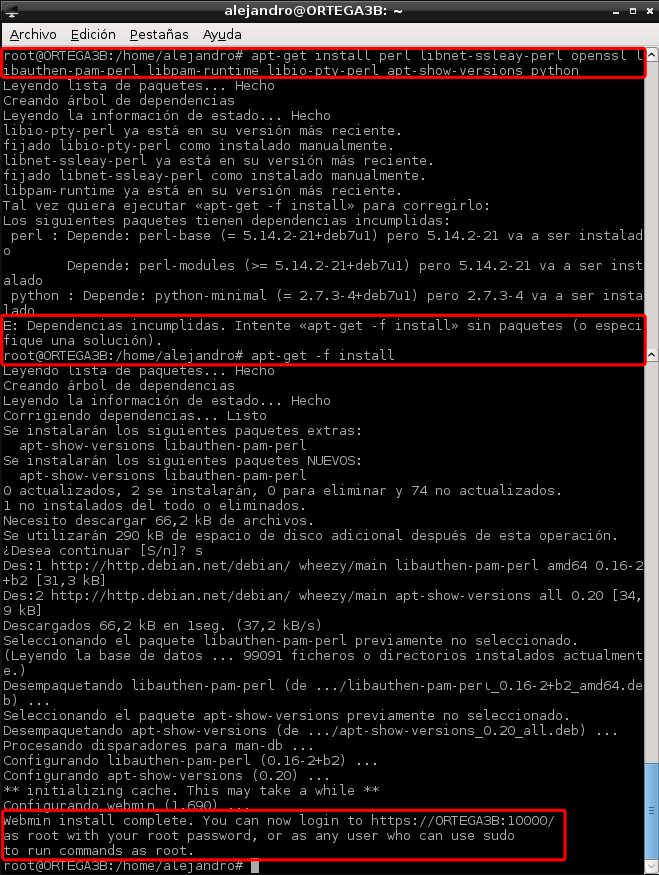 alejandro@ORTEGA3B: ~
Archivo Edición Pestañas Ayuda
root@ORTEGA3B:/home/alejandro# apt-get install perl libnet-ssleay-perl openssl l
ibauthen-pam-perl libpam-runtime libio-pty-perl apt-show-versions python
Leyendo lista de paquetes... Hecho
Creando árbol de dependencias
Leyendo la información de estado... Hecho
libio-pty-perl ya está en su versión más reciente.
fijado libio-pty-perl como instalado manualmente.
libnet-ssleay-perl ya está en su versión más reciente.
fijado libnet-ssleay-perl como instalado manualmente.
libpam-runtime ya está en su versión más reciente.
Tal vez quiera ejecutar «apt-get -f install» para corregirlo:
Los siguientes paquetes tienen dependencias incumplidas:
 perl : Depende: perl-base (= 5.14.2-21+deb7u1) pero 5.14.2-21 va a ser instalad
o
        Depende: perl-modules (>= 5.14.2-21+deb7u1) pero 5.14.2-21 va a ser inst
alado
 python : Depende: python-minimal (= 2.7.3-4+deb7u1) pero 2.7.3-4 va a ser insta
lado
E: Dependencias incumplidas. Intente «apt-get -f install» sin paquetes (o especi
fique una solución).
root@ORTEGA3B:/home/alejandro# apt-get -f install
Leyendo lista de paquetes... Hecho
Creando árbol de dependencias
Leyendo la información de estado... Hecho
Corrigiendo dependencias... Listo
Se instalarán los siguientes paquetes extras:
  apt-show-versions libauthen-pam-perl
Se instalarán los siguientes paquetes NUEVOS:
  apt-show-versions libauthen-pam-perl
0 actualizados, 2 se instalarán, 0 para eliminar y 74 no actualizados.
1 no instalados del todo o eliminados.
Necesito descargar 66,2 kB de archivos.
Se utilizarán 290 kB de espacio de disco adicional después de esta operación.
¿Desea continuar [S/n]? s
Des:1 http://http.debian.net/debian/ wheezy/main libauthen-pam-perl amd64 0.16-2
+b2 [31,3 kB]
Des:2 http://http.debian.net/debian/ wheezy/main apt-show-versions all 0.20 [34,
9 kB]
Descargados 66,2 kB en 1seg. (37,2 kB/s)
Seleccionando el paquete libauthen-pam-perl previamente no seleccionado.
(Leyendo la base de datos ... 99091 ficheros o directorios instalados actualment
e.)
Desempaquetando libauthen-pam-perl (de .../libauthen-pam-perl_0.16-2+b2_amd64.de
b) ...
Seleccionando el paquete apt-show-versions previamente no seleccionado.
Desempaquetando apt-show-versions (de .../apt-show-versions_0.20_all.deb) ...
Procesando disparadores para man-db ...
Configurando libauthen-pam-perl (0.16-2+b2) ...
Configurando apt-show-versions (0.20) ...
** initializing cache. This may take a while **
Configurando webmin (1.690) ...
Webmin install complete. You can now login to https://ORTEGA3B:10000/
as root with your root password, or as any user who can use sudo
to run commands as root.
root@ORTEGA3B:/home/alejandro#